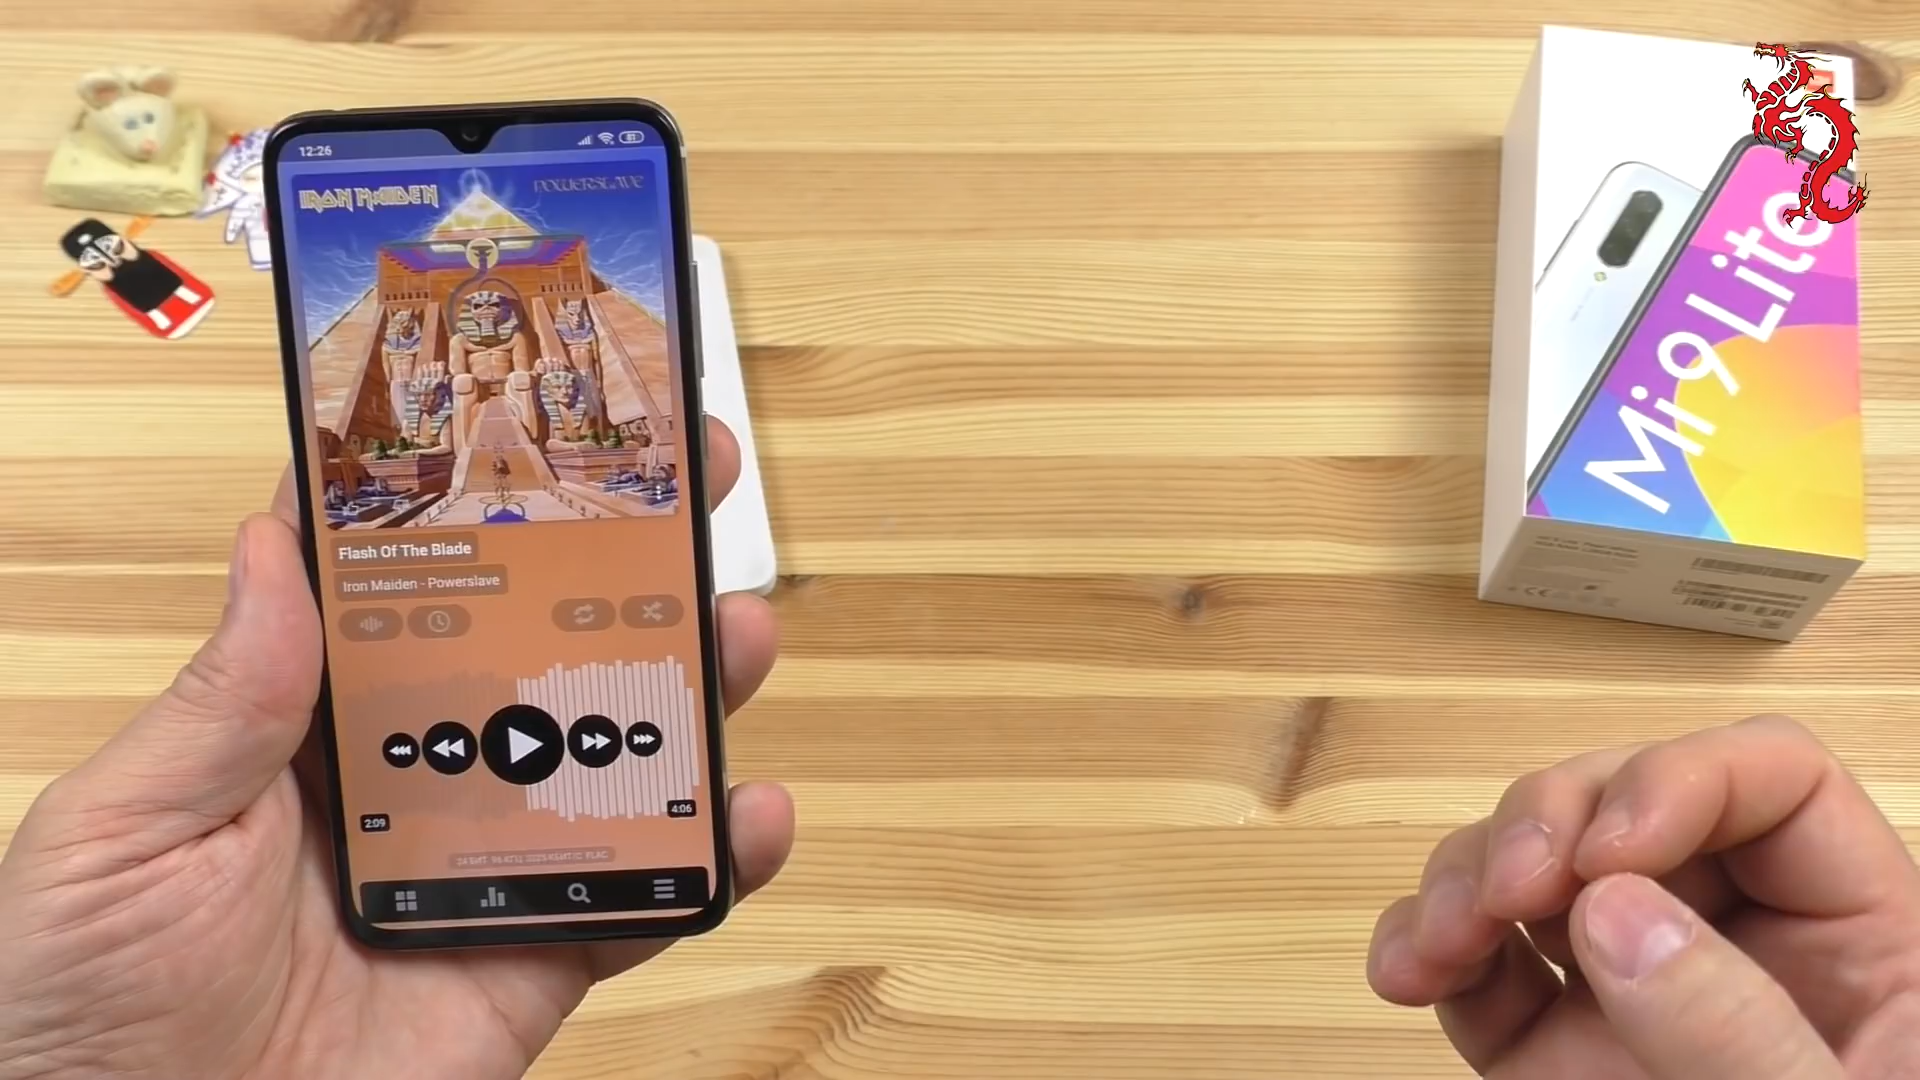 12:26
81
IRON MAIDEN
POWERSLAVE
Flash Of The Blade
Iron Maiden - Powerslave
2:09
4:06
Mi 9 Lite